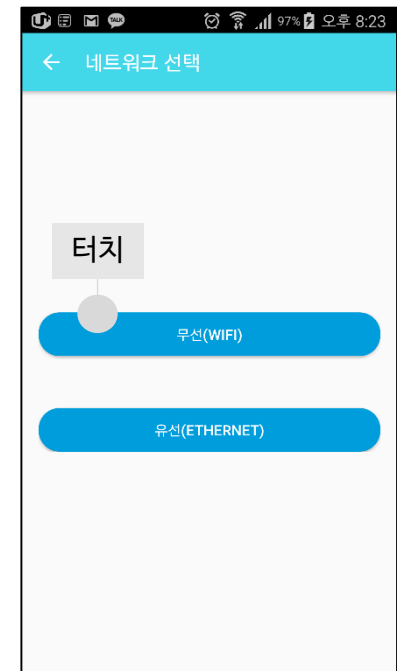 TALK 97% 오후 8:23
네트워크 선택
터치
무선(WIFI)
유선(ETHERNET)